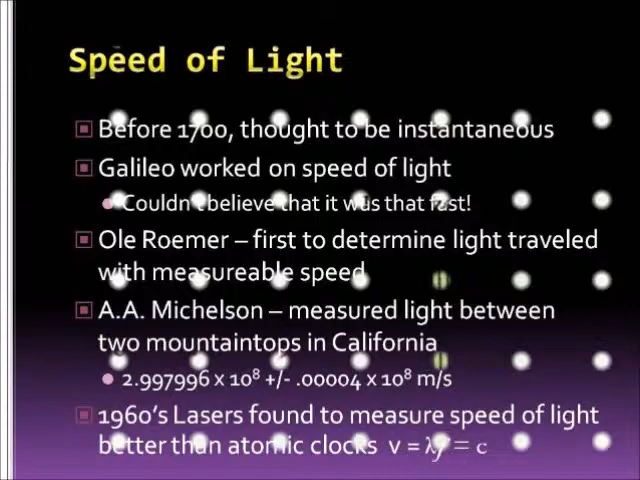 Speed of Light
Before 1700, thought to be instantaneous
Galileo worked on speed of light
Couldn't believe that it was that fast!
Ole Roemer – first to determine light traveled
with measureable speed
A.A. Michelson – measured light between
two mountaintops in California
2.997996 x 10⁸ +/- .00004 x 10⁸ m/s
1960's Lasers found to measure speed of light
better than atomic clocks v = λf = c